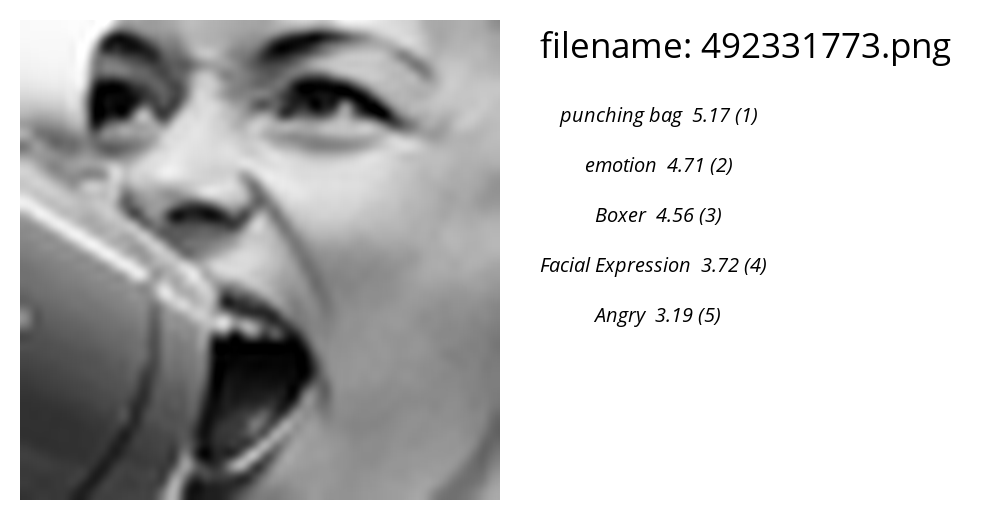 filename: 492331773.png
punching bag 5.17 (1)
emotion 4.71 (2)
Boxer 4.56 (3)
Facial Expression 3.72 (4)
Angry 3.19 (5)